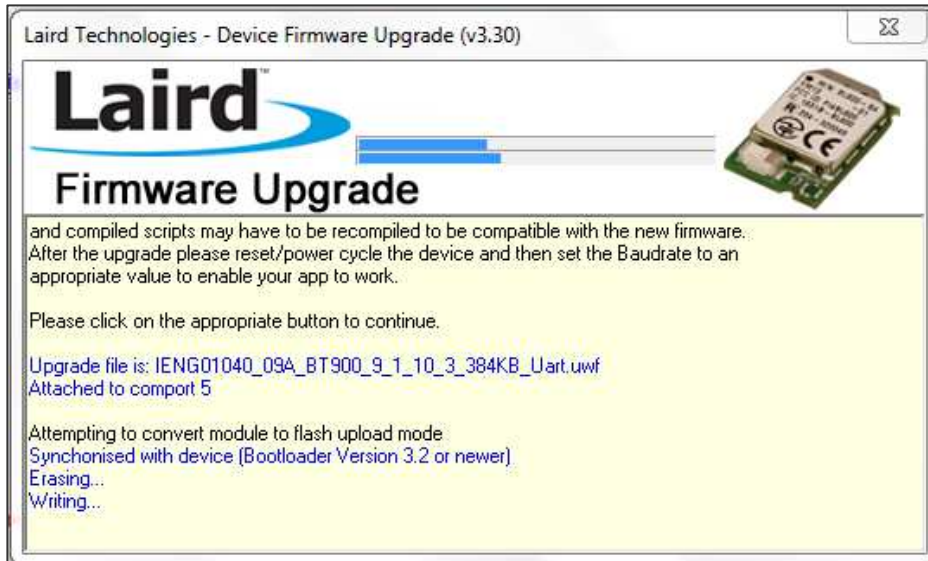 Laird Technologies - Device Firmware Upgrade (v3.30)
Laird™
Firmware Upgrade
and compiled scripts may have to be recompiled to be compatible with the new firmware.
After the upgrade please reset/power cycle the device and then set the Baudrate to an
appropriate value to enable your app to work.
Please click on the appropriate button to continue.
Upgrade file is: IENG01040_09A_BT900_9_1_10_3_384KB_Uart.uwf
Attached to comport 5
Attempting to convert module to flash upload mode
Synchonised with device (Bootloader Version 3.2 or newer)
Erasing...
Writing...